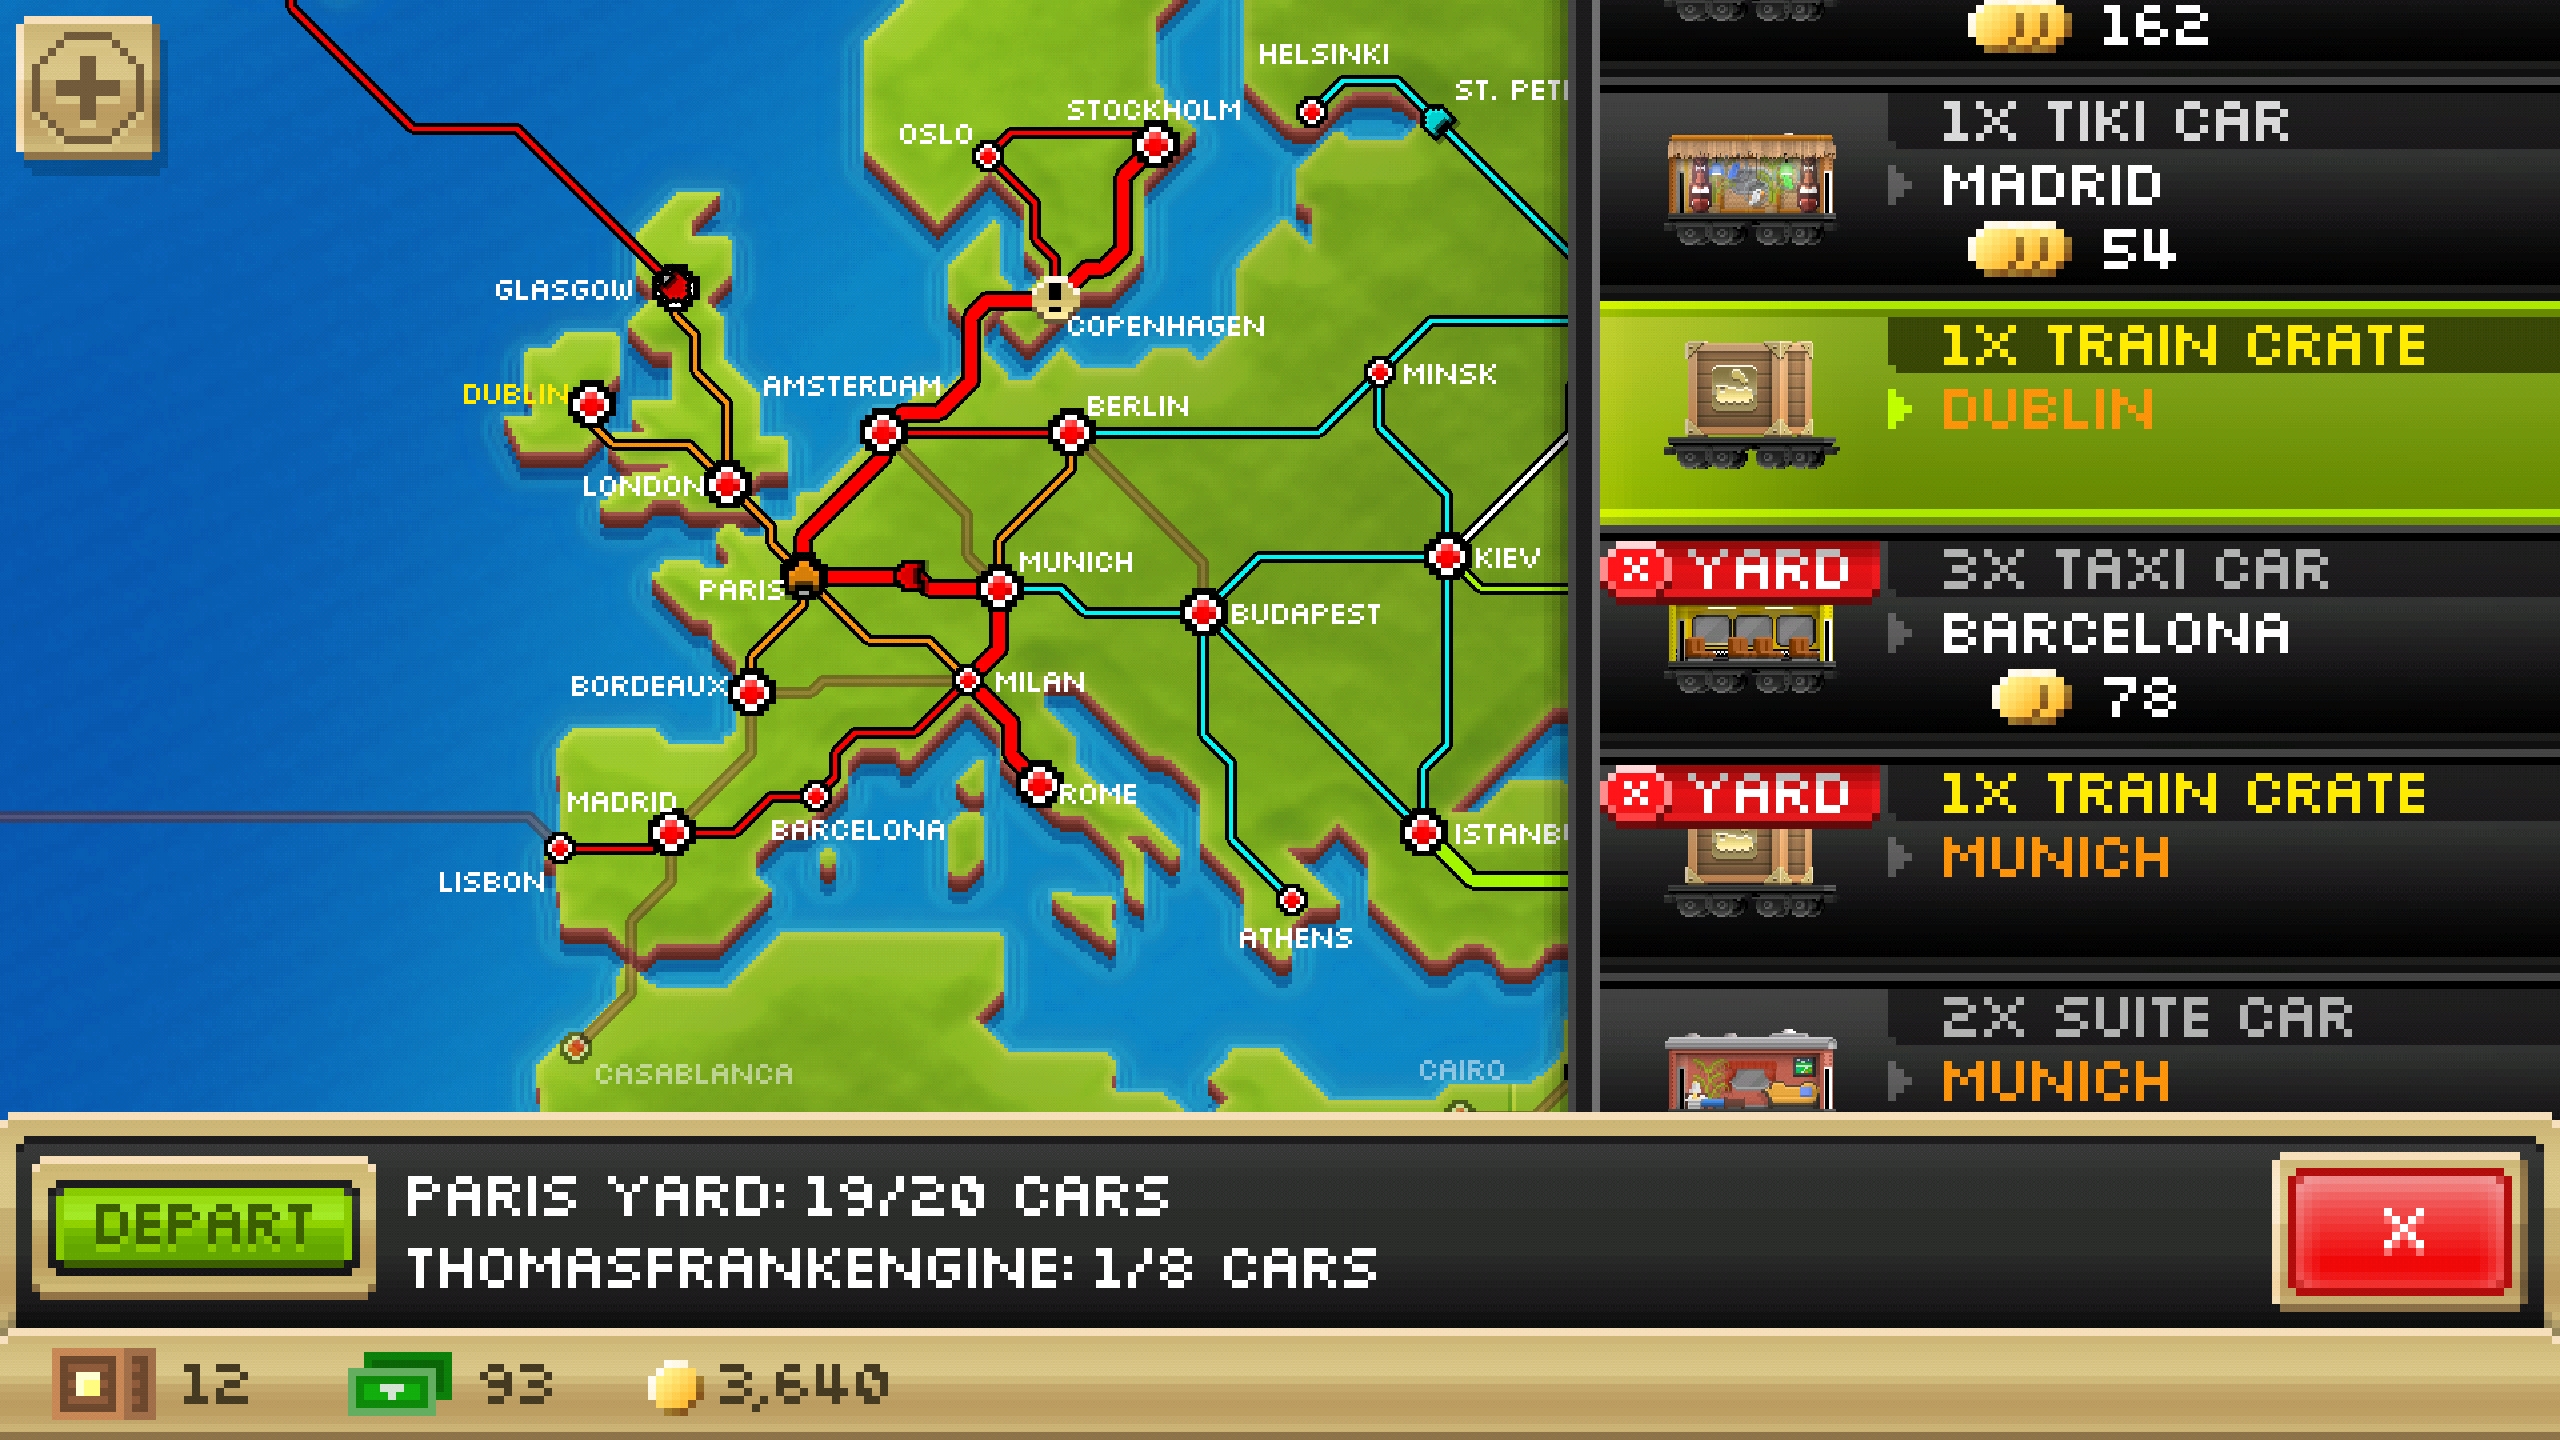 HELSINKI
ST. PET
STOCKHOLM
OSLO
GLASGOW
COPENHAGEN
DUBLIN
AMSTERDAM
BERLIN
MINSK
LONDON
PARIS
MUNICH
KIEV
BUDAPEST
BORDEAUX
MILAN
MADRID
BARCELONA
ROME
ISTANB
LISBON
ATHENS
CASABLANCA
CAIRO
162
1X TIKI CAR
MADRID
54
1X TRAIN CRATE
DUBLIN
YARD
3X TAXI CAR
BARCELONA
78
YARD
1X TRAIN CRATE
MUNICH
2X SUITE CAR
MUNICH
DEPART
PARIS YARD: 19/20 CARS
THOMASFRANKENGINE: 1/8 CARS
X
12
93
3,640